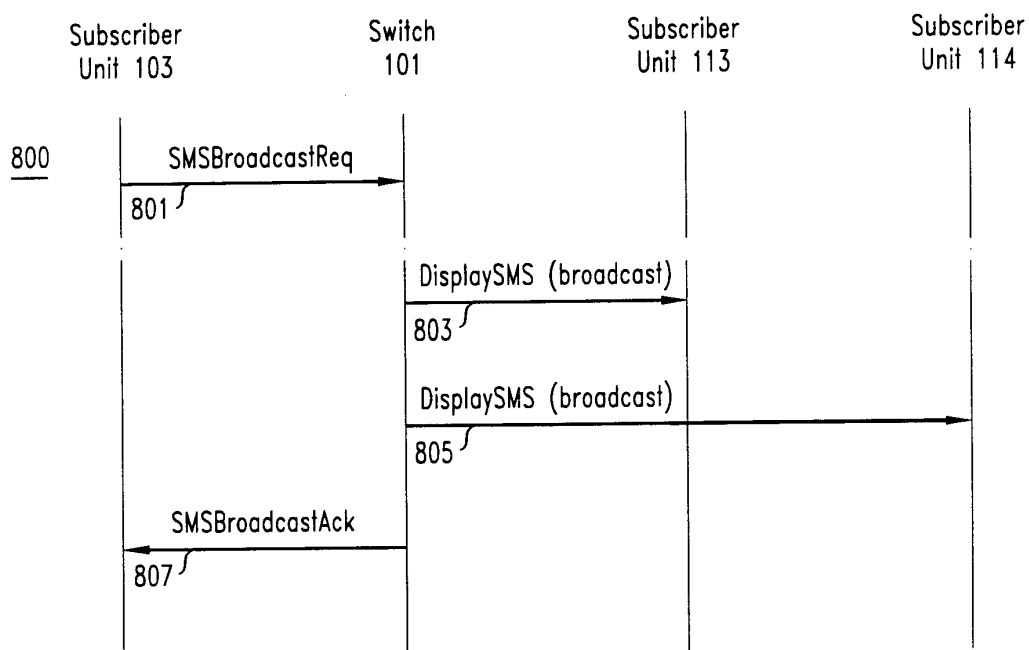 Subscriber
Unit 103
Switch
101
Subscriber
Unit 113
Subscriber
Unit 114
800
SMSBroadcastReq
801
DisplaySMS (broadcast)
803
DisplaySMS (broadcast)
805
SMSBroadcastAck
807